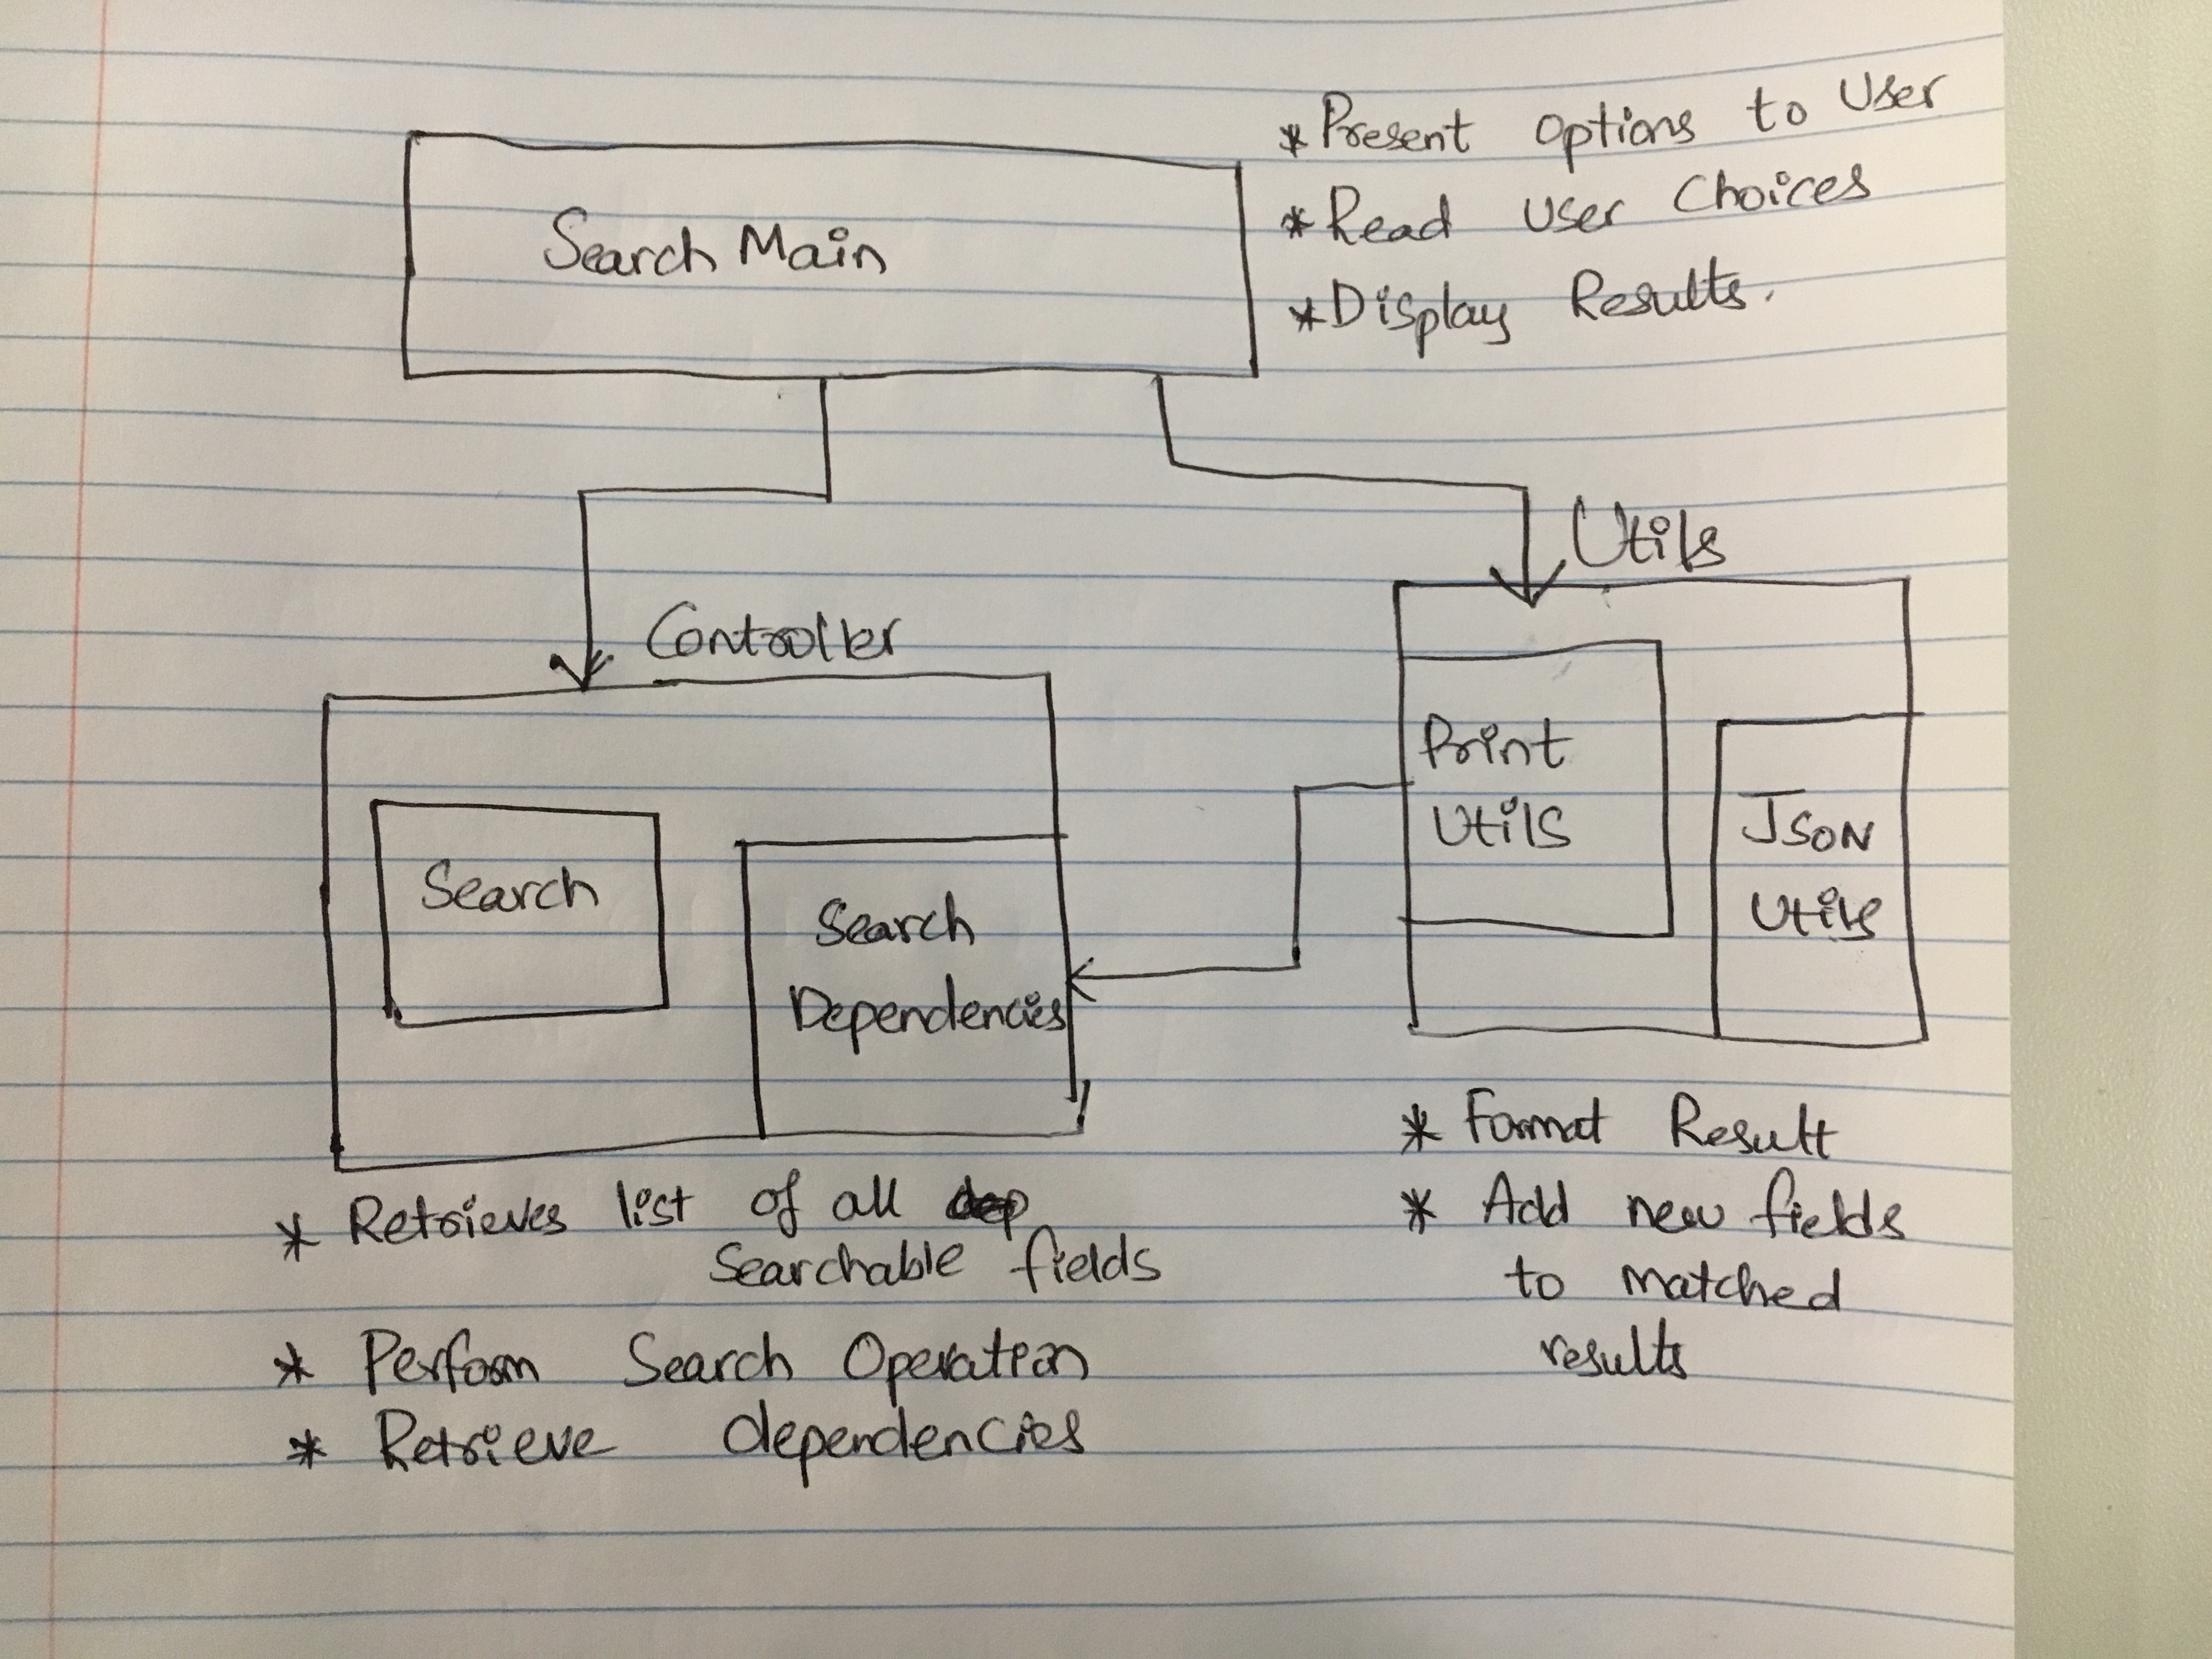 * Present Options to User
* Read User Choices
* Display Results.
Search Main
Utils
Controller
Print
Utils
JSON
Utils
Search
Search
Dependencies
* Retrieves list of all
Searchable fields
* Perform Search Operation
* Retrieve dependencies
* Format Result
* Add new fields
to matched
results